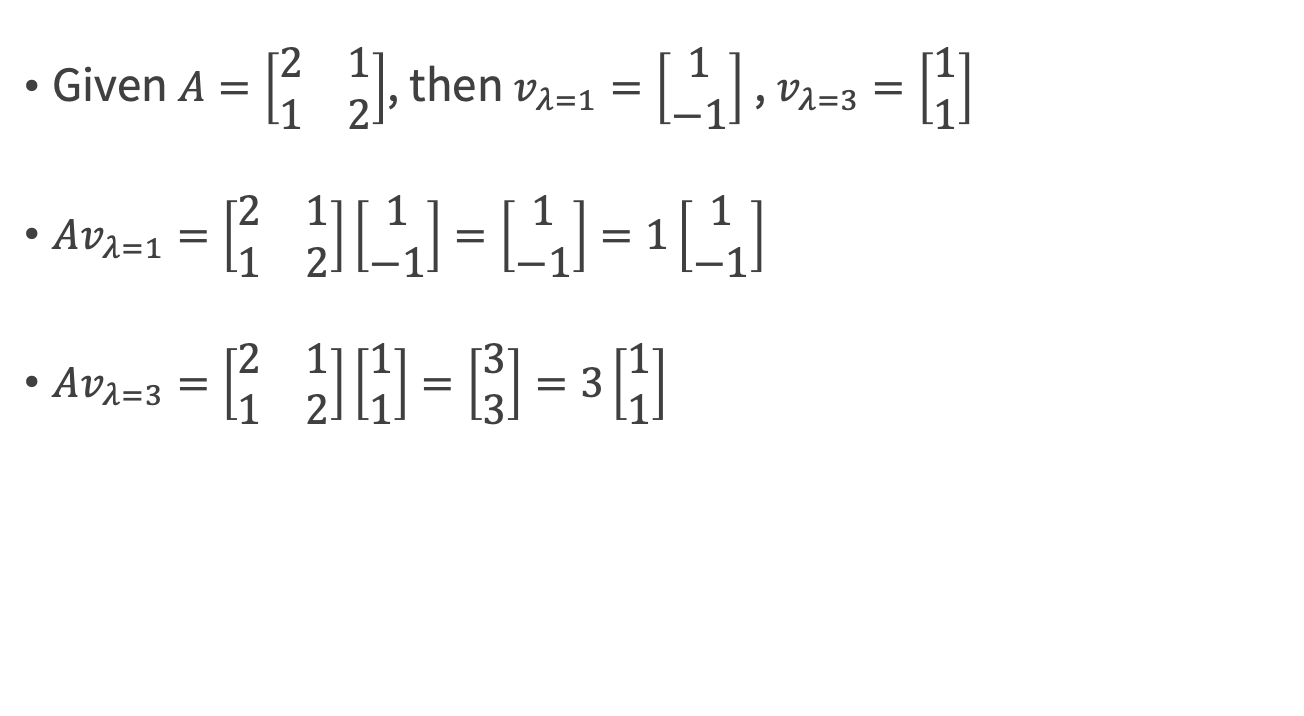 • Given 𝐴 = [2 1; 1 2], then 𝑣_{𝜆=1} = [1; −1], 𝑣_{𝜆=3} = [1; 1]
• 𝐴𝑣_{𝜆=1} = [2 1; 1 2][1; −1] = [1; −1] = 1[1; −1]
• 𝐴𝑣_{𝜆=3} = [2 1; 1 2][1; 1] = [3; 3] = 3[1; 1]